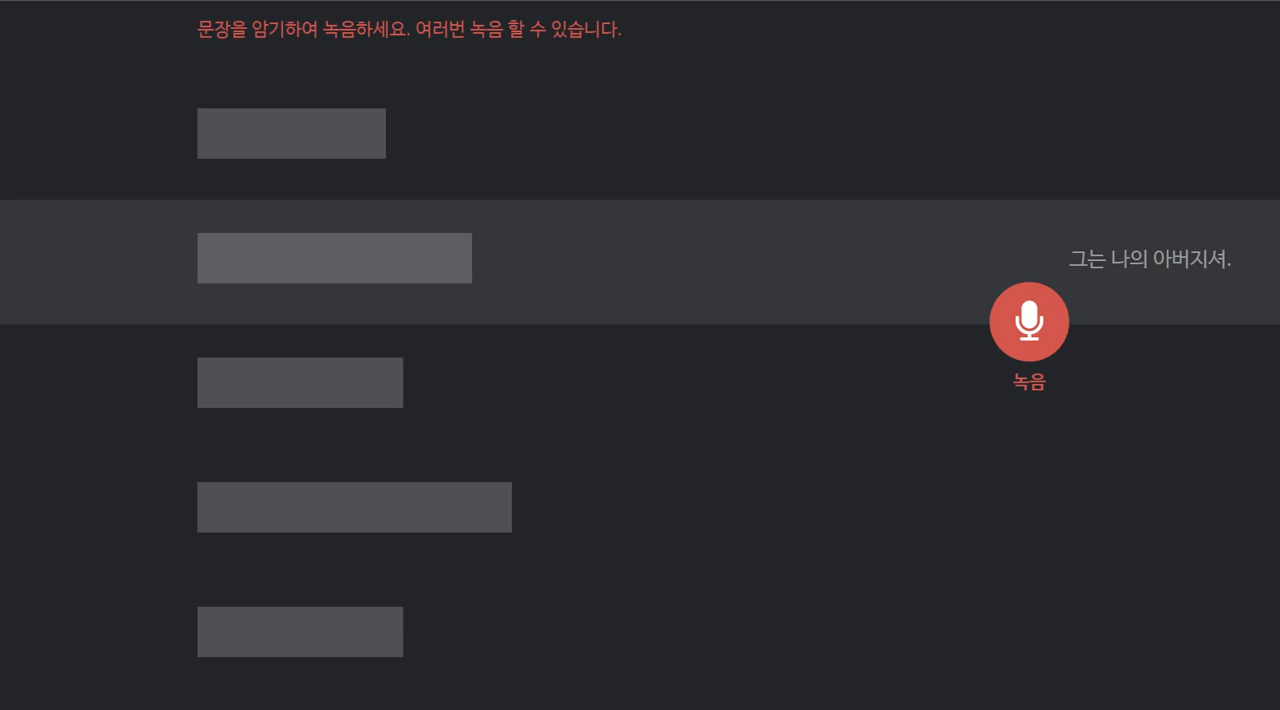 문장을 암기하여 녹음하세요. 여러번 녹음 할 수 있습니다.
그는 나의 아버지셔.
녹음